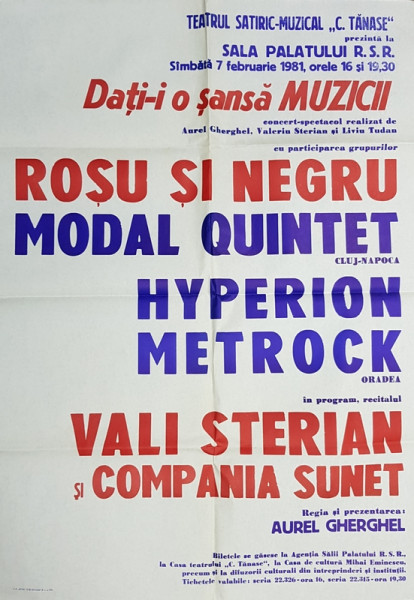 TEATRUL SATIRIC-MUZICAL „C. TĂNASE”
prezintă la
SALA PALATULUI R.S.R.
Sîmbătă 7 februarie 1981, orele 16 și 19,30
Dați-i o șansă MUZICII
concert-spectacol realizat de
Aurel Gherghel, Valeriu Sterian și Liviu Tudan
cu participarea grupurilor
ROȘU ȘI NEGRU
MODAL QUINTET
CLUJ-NAPOCA
HYPERION
METROCK
ORADEA
în program, recitalul
VALI STERIAN
ȘI COMPANIA SUNET
Regia și prezentarea:
AUREL GHERGHEL
Biletele se găsesc la Agenția Sălii Palatului R.S.R.,
la Casa teatrului „C. Tănase”, la Casa de cultură Mihai Eminescu,
precum și la difuzorii culturali din întreprinderi și instituții.
Tichetele valabile: seria 22.326-ora 16, seria 22.315-ora 19,30